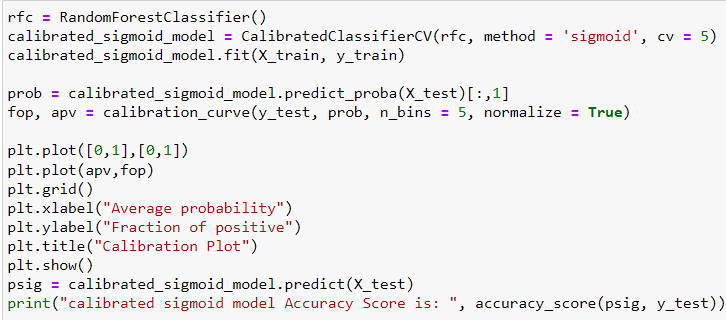 rfc = RandomForestClassifier()
calibrated_sigmoid_model = CalibratedClassifierCV(rfc, method = 'sigmoid', cv = 5)
calibrated_sigmoid_model.fit(X_train, y_train)
prob = calibrated_sigmoid_model.predict_proba(X_test)[:,1]
fop, apv = calibration_curve(y_test, prob, n_bins = 5, normalize = True)
plt.plot([0,1],[0,1])
plt.plot(apv,fop)
plt.grid()
plt.xlabel("Average probability")
plt.ylabel("Fraction of positive")
plt.title("Calibration Plot")
plt.show()
psig = calibrated_sigmoid_model.predict(X_test)
print("calibrated sigmoid model Accuracy Score is: ", accuracy_score(psig, y_test))